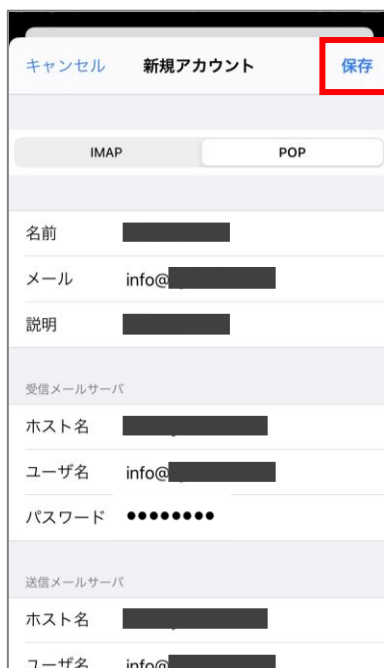 キャンセル 新規アカウント 保存
IMAP POP
名前
メール info@
説明
受信メールサーバ
ホスト名
ユーザ名 info@
パスワード ●●●●●●●●
送信メールサーバ
ホスト名
ユーザ名 info@